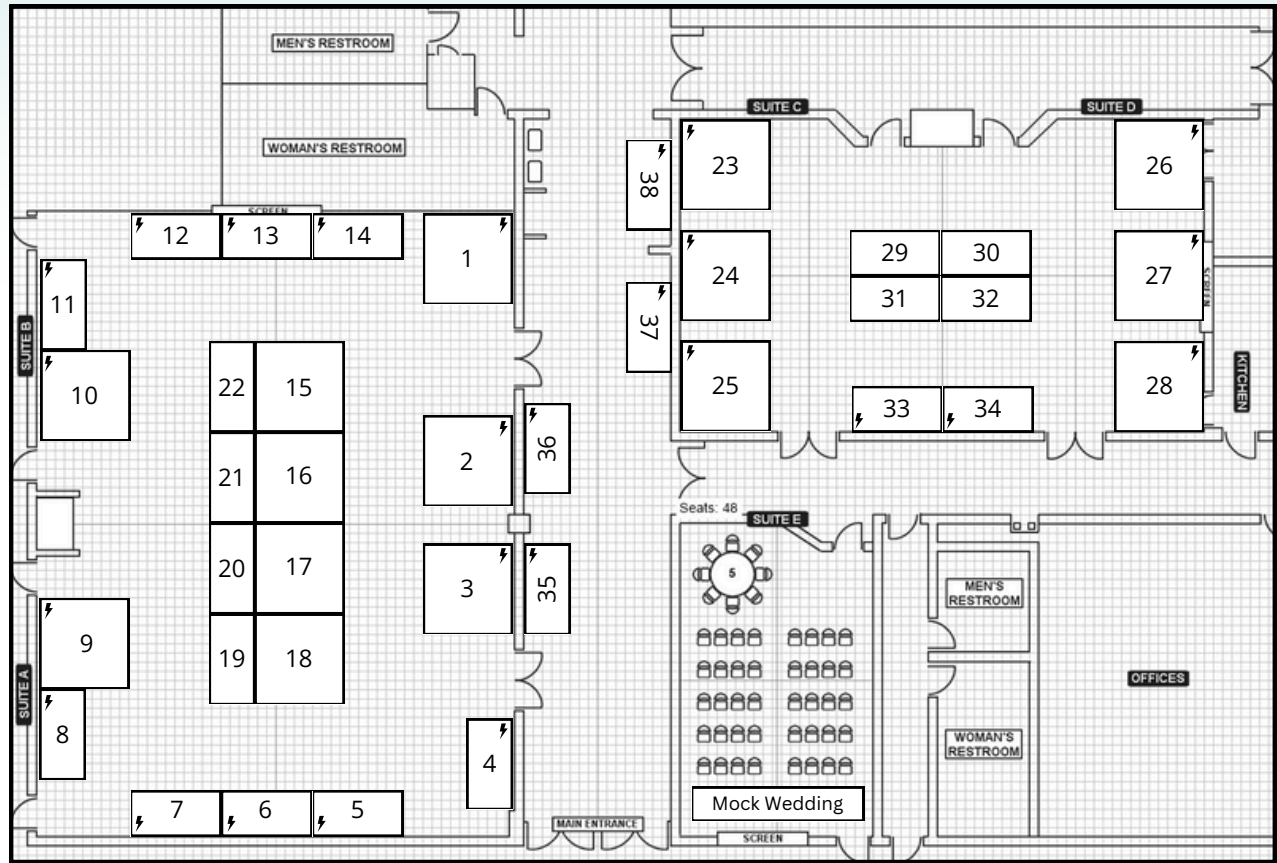 MEN'S RESTROOM
WOMAN'S RESTROOM
SUITE C
SUITE D
SCREEN
12
13
14
1
11
10
SUITE B
22
15
21
16
20
17
19
18
2
3
36
35
9
8
SUITE A
7
6
5
4
38
37
23
24
25
26
27
28
29
30
31
32
33
34
SCREEN
KITCHEN
Seats: 48
SUITE E
5
MEN'S
RESTROOM
WOMAN'S
RESTROOM
OFFICES
Mock Wedding
MAIN ENTRANCE
SCREEN